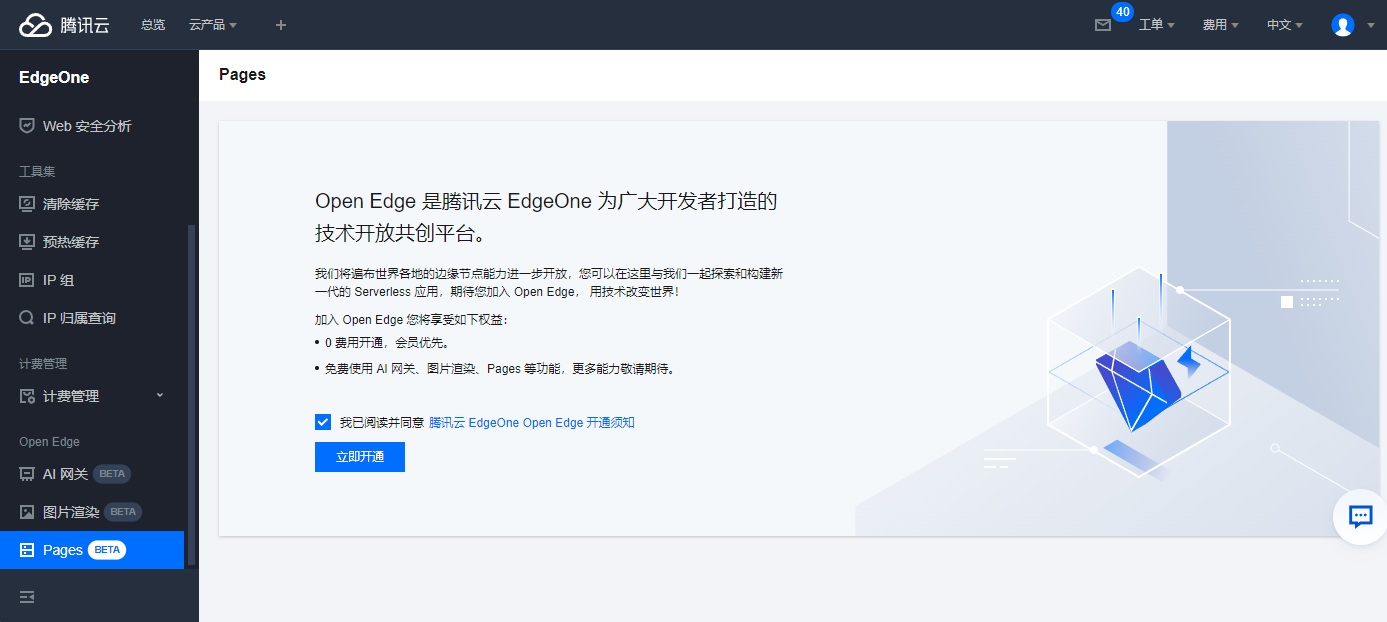 腾讯云
总览
云产品
40
工单
费用
中文
EdgeOne
Web 安全分析
工具集
清除缓存
预热缓存
IP 组
IP 归属查询
计费管理
计费管理
Open Edge
AI 网关 BETA
图片渲染 BETA
Pages BETA
Pages
Open Edge 是腾讯云 EdgeOne 为广大开发者打造的
技术开放共创平台。
我们将遍布世界各地的边缘节点能力进一步开放，您可以在这里与我们一起探索和构建新
一代的 Serverless 应用，期待您加入 Open Edge， 用技术改变世界！
加入 Open Edge 您将享受如下权益：
• 0 费用开通，会员优先。
• 免费使用 AI 网关、图片渲染、Pages 等功能，更多能力敬请期待。
我已阅读并同意 腾讯云 EdgeOne Open Edge 开通须知
立即开通